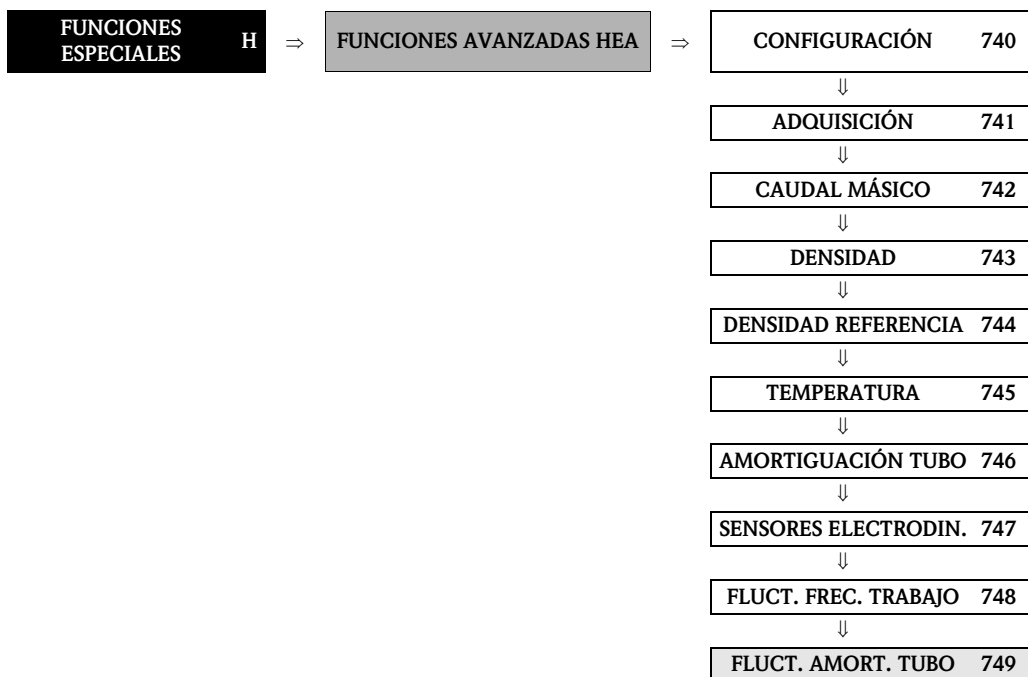 FUNCIONES ESPECIALES H ⇒ FUNCIONES AVANZADAS HEA ⇒ CONFIGURACIÓN 740
⇓
ADQUISICIÓN 741
⇓
CAUDAL MÁSICO 742
⇓
DENSIDAD 743
⇓
DENSIDAD REFERENCIA 744
⇓
TEMPERATURA 745
⇓
AMORTIGUACIÓN TUBO 746
⇓
SENSORES ELECTRODIN. 747
⇓
FLUCT. FREC. TRABAJO 748
⇓
FLUCT. AMORT. TUBO 749